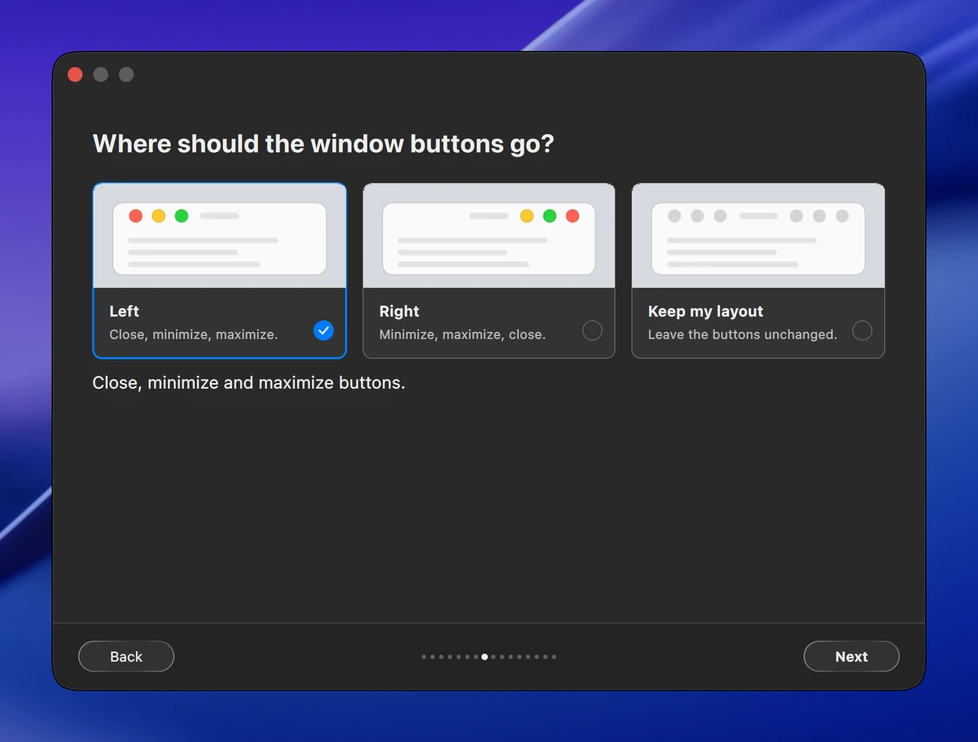 Where should the window buttons go?
Left
Close, minimize, maximize.
Right
Minimize, maximize, close.
Keep my layout
Leave the buttons unchanged.
Close, minimize and maximize buttons.
Back
Next